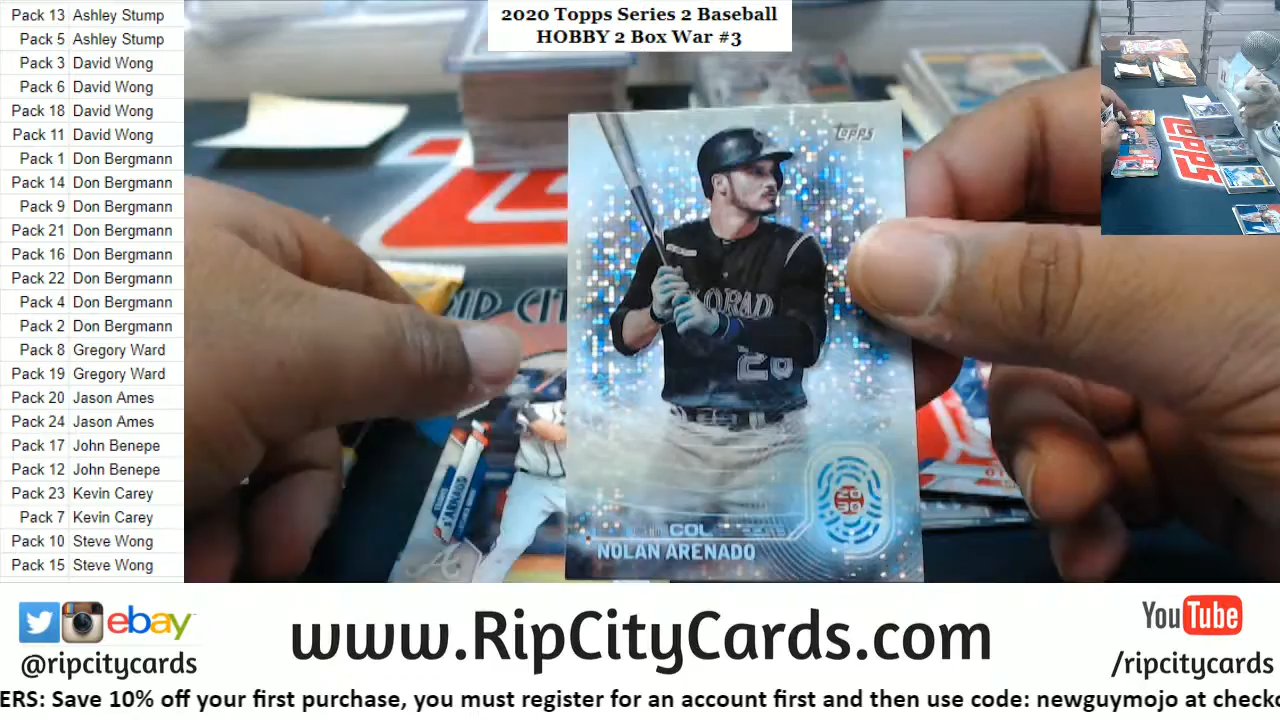 Pack 13 Ashley Stump
Pack 5 Ashley Stump
Pack 3 David Wong
Pack 6 David Wong
Pack 18 David Wong
Pack 11 David Wong
Pack 1 Don Bergmann
Pack 14 Don Bergmann
Pack 9 Don Bergmann
Pack 21 Don Bergmann
Pack 16 Don Bergmann
Pack 22 Don Bergmann
Pack 4 Don Bergmann
Pack 2 Don Bergmann
Pack 8 Gregory Ward
Pack 19 Gregory Ward
Pack 20 Jason Ames
Pack 24 Jason Ames
Pack 17 John Benepe
Pack 12 John Benepe
Pack 23 Kevin Carey
Pack 7 Kevin Carey
Pack 10 Steve Wong
Pack 15 Steve Wong
2020 Topps Series 2 Baseball
HOBBY 2 Box War #3
Topps
RIP CIT
COL
NOLAN ARENADO
20
30
28
D'ARNAUD
ebay
@ripcitycards
www.RipCityCards.com
YouTube
/ripcitycards
ERS: Save 10% off your first purchase, you must register for an account first and then use code: newguymojo at checko